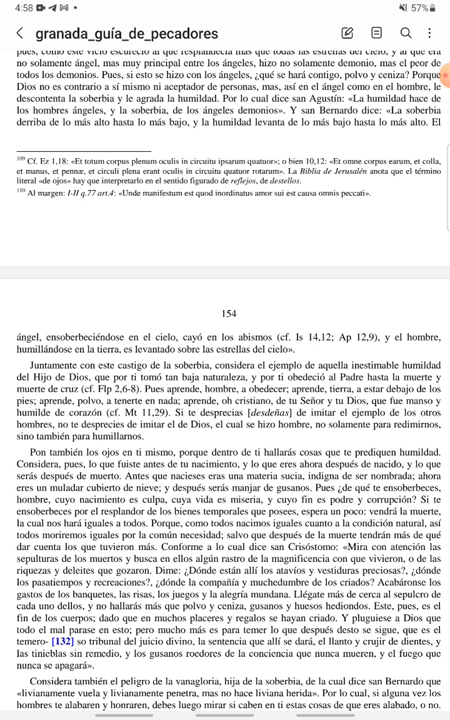 4:58
57%
granada_guía_de_pecadores
pues, como este vicio escureció al que resplandecía más que todas las estrellas del cielo, y al que era
no solamente ángel, mas muy principal entre los ángeles, hizo no solamente demonio, mas el peor de
todos los demonios. Pues, si esto se hizo con los ángeles, ¿qué se hará contigo, polvo y ceniza? Porque
Dios no es contrario a sí mismo ni aceptador de personas, mas, así en el ángel como en el hombre, le
descontenta la soberbia y le agrada la humildad. Por lo cual dice san Agustín: «La humildad hace de
los hombres ángeles, y la soberbia, de los ángeles demonios». Y san Bernardo dice: «La soberbia
derriba de lo más alto hasta lo más bajo, y la humildad levanta de lo más bajo hasta lo más alto. El
109 Cf. Ez 1,18: «Et totum corpus plenum oculis in circuitu ipsarum quatuor»; o bien 10,12: «Et omne corpus earum, et colla,
et manus, et pennæ, et circuli plena erant oculis in circuitu quatuor rotarum». La Biblia de Jerusalén anota que el término
literal «de ojos» hay que interpretarlo en el sentido figurado de reflejos, de destellos.
110 Al margen: I-II q.77 art.4: «Unde manifestum est quod inordinatus amor sui est causa omnis peccati».
154
ángel, ensoberbeciéndose en el cielo, cayó en los abismos (cf. Is 14,12; Ap 12,9), y el hombre,
humillándose en la tierra, es levantado sobre las estrellas del cielo».
Juntamente con este castigo de la soberbia, considera el ejemplo de aquella inestimable humildad
del Hijo de Dios, que por ti tomó tan baja naturaleza, y por ti obedeció al Padre hasta la muerte y
muerte de cruz (cf. Flp 2,6-8). Pues aprende, hombre, a obedecer; aprende, tierra, a estar debajo de los
pies; aprende, polvo, a tenerte en nada; aprende, oh cristiano, de tu Señor y tu Dios, que fue manso y
humilde de corazón (cf. Mt 11,29). Si te desprecias [desdeñas] de imitar el ejemplo de los otros
hombres, no te desprecies de imitar el de Dios, el cual se hizo hombre, no solamente para redimirnos,
sino también para humillarnos.
Pon también los ojos en ti mismo, porque dentro de ti hallarás cosas que te prediquen humildad.
Considera, pues, lo que fuiste antes de tu nacimiento, y lo que eres ahora después de nacido, y lo que
serás después de muerto. Antes que nacieses eras una materia sucia, indigna de ser nombrada; ahora
eres un muladar cubierto de nieve; y después serás manjar de gusanos. Pues ¿de qué te ensoberbeces,
hombre, cuyo nacimiento es culpa, cuya vida es miseria, y cuyo fin es podre y corrupción? Si te
ensoberbeces por el resplandor de los bienes temporales que posees, espera un poco: vendrá la muerte,
la cual nos hará iguales a todos. Porque, como todos nacimos iguales cuanto a la condición natural, así
todos moriremos iguales por la común necesidad; salvo que después de la muerte tendrán más de qué
dar cuenta los que tuvieron más. Conforme a lo cual dice san Crisóstomo: «Mira con atención las
sepulturas de los muertos y busca en ellos algún rastro de la magnificencia con que vivieron, o de las
riquezas y deleites que gozaron. Dime: ¿Dónde están allí los atavíos y vestiduras preciosas?, ¿dónde
los pasatiempos y recreaciones?, ¿dónde la compañía y muchedumbre de los criados? Acabáronse los
gastos de los banquetes, las risas, los juegos y la alegría mundana. Llégate más de cerca al sepulcro de
cada uno dellos, y no hallarás más que polvo y ceniza, gusanos y huesos hediondos. Este, pues, es el
fin de los cuerpos; dado que en muchos placeres y regalos se hayan criado. Y pluguiese a Dios que
todo el mal parase en esto; pero mucho más es para temer lo que después desto se sigue, que es el
temero- [132] so tribunal del juicio divino, la sentencia que allí se dará, el llanto y crujir de dientes, y
las tinieblas sin remedio, y los gusanos roedores de la conciencia que nunca mueren, y el fuego que
nunca se apagará».
Considera también el peligro de la vanagloria, hija de la soberbia, de la cual dice san Bernardo que
«livianamente vuela y livianamente penetra, mas no hace liviana herida». Por lo cual, si alguna vez los
hombres te alabaren y honraren, debes luego mirar si caben en ti estas cosas de que eres alabado, o no.